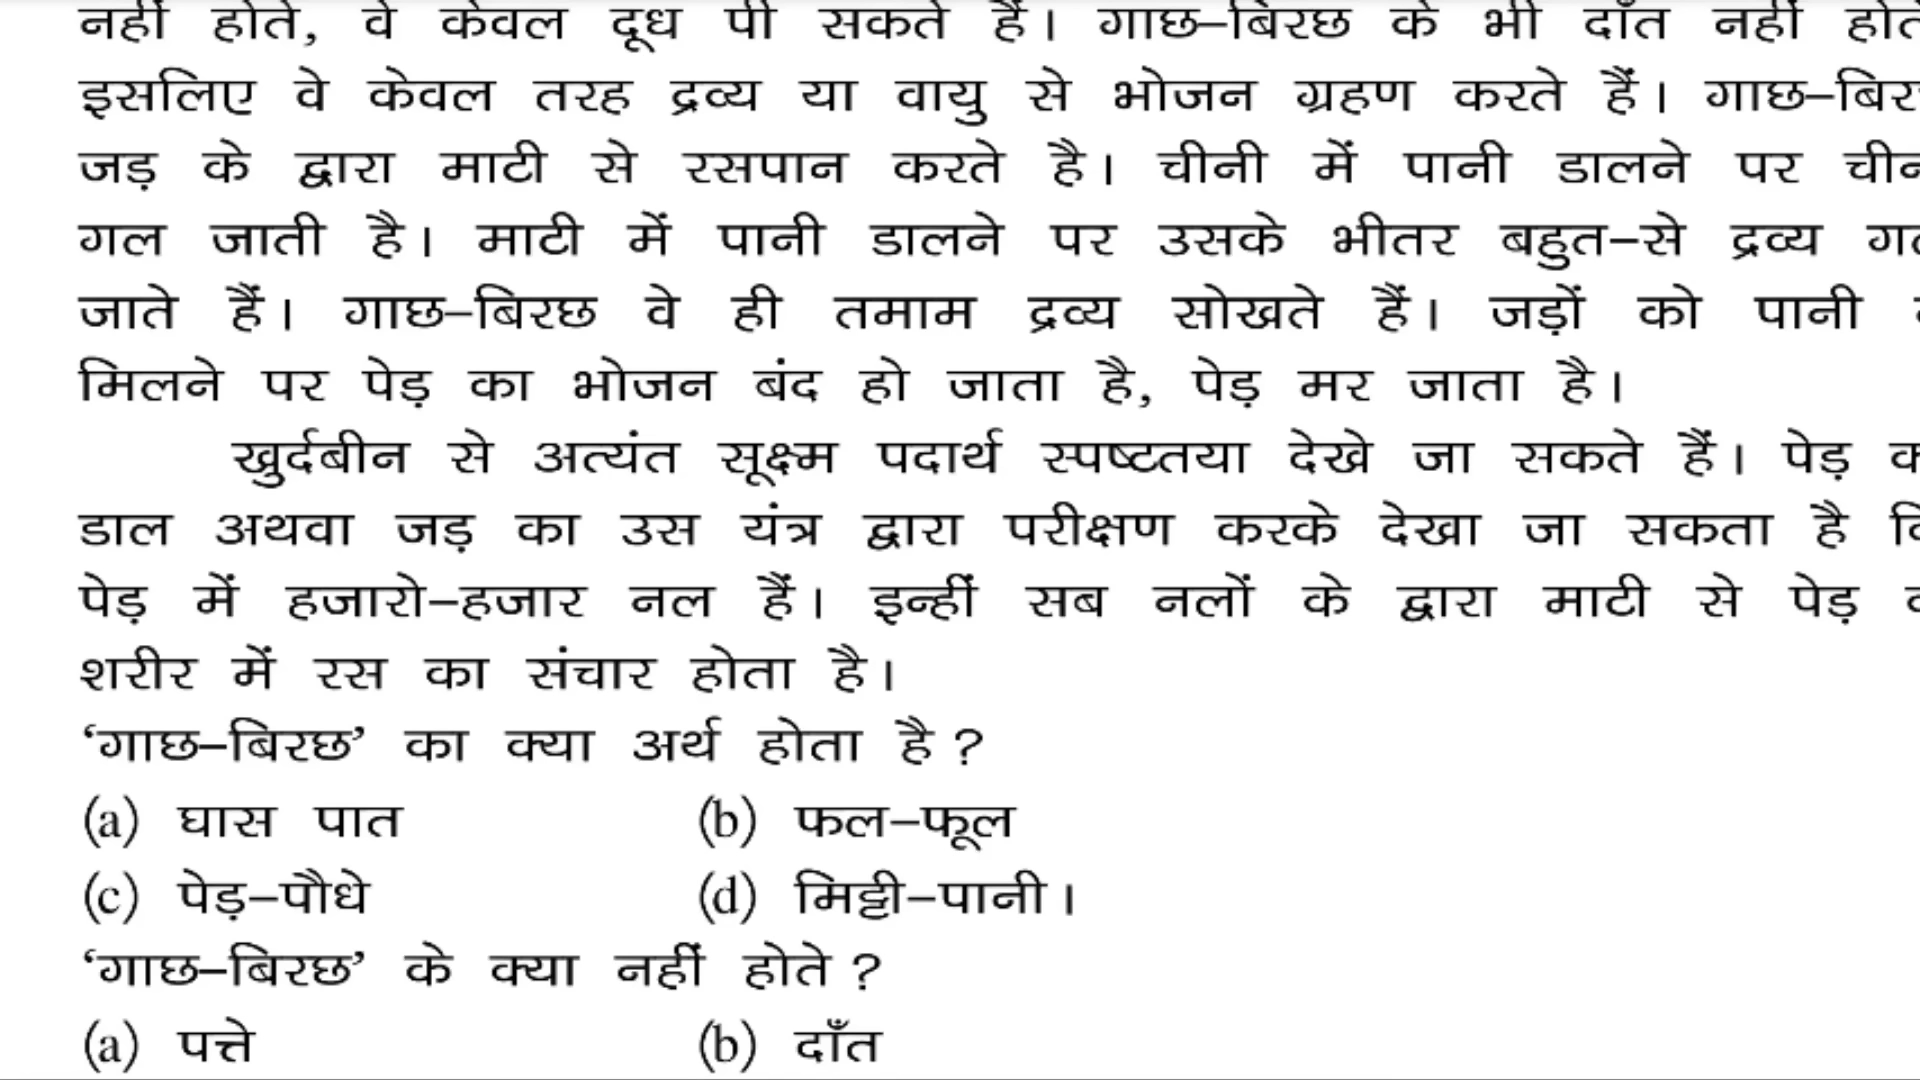 नहीं होते, वे केवल दूध पी सकते हैं। गाछ–बिरछ के भी दाँत नहीं होते
इसलिए वे केवल तरह द्रव्य या वायु से भोजन ग्रहण करते हैं। गाछ–बिर
जड़ के द्वारा माटी से रसपान करते है। चीनी में पानी डालने पर
गल जाती है। माटी में पानी डालने पर उसके भीतर बहुत–से द्रव्य
जाते हैं। गाछ–बिरछ वे ही तमाम द्रव्य सोखते हैं। जड़ों को पानी
मिलने पर पेड़ का भोजन बंद हो जाता है, पेड़ मर जाता है।
खुर्दबीन से अत्यंत सूक्ष्म पदार्थ स्पष्टतया देखे जा सकते हैं। पेड़
डाल अथवा जड़ का उस यंत्र द्वारा परीक्षण करके देखा जा सकता है
पेड़ में हजारो–हजार नल हैं। इन्हीं सब नलों के द्वारा माटी से पेड़
शरीर में रस का संचार होता है।
‘गाछ–बिरछ’ का क्या अर्थ होता है ?
(a) घास पात (b) फल–फूल
(c) पेड़–पौधे (d) मिट्टी–पानी।
‘गाछ–बिरछ’ के क्या नहीं होते ?
(a) पत्ते (b) दाँत